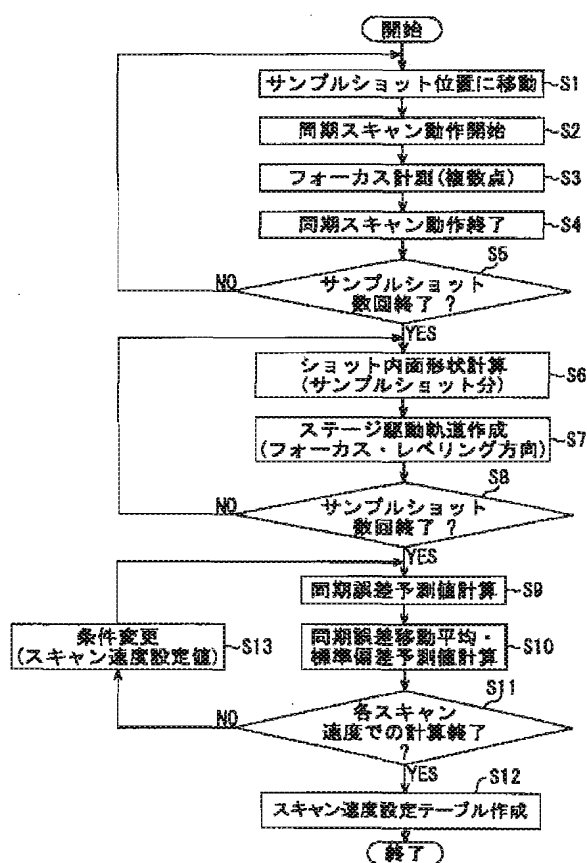 開始
サンプルショット位置に移動
S1
同期スキャン動作開始
S2
フォーカス計測(複数点)
S3
同期スキャン動作終了
S4
S5
サンプルショット
数回終了 ?
NO
YES
ショット内面形状計算
(サンプルショット分)
S6
ステージ駆動軌道作成
(フォーカス・レベリング方向)
S7
S8
サンプルショット
数回終了 ?
NO
YES
同期誤差予測値計算
S9
条件変更
(スキャン速度設定値)
S13
同期誤差移動平均・
標準偏差予測値計算
S10
S11
各スキャン
速度での計算終了
?
NO
YES
S12
スキャン速度設定テーブル作成
終了